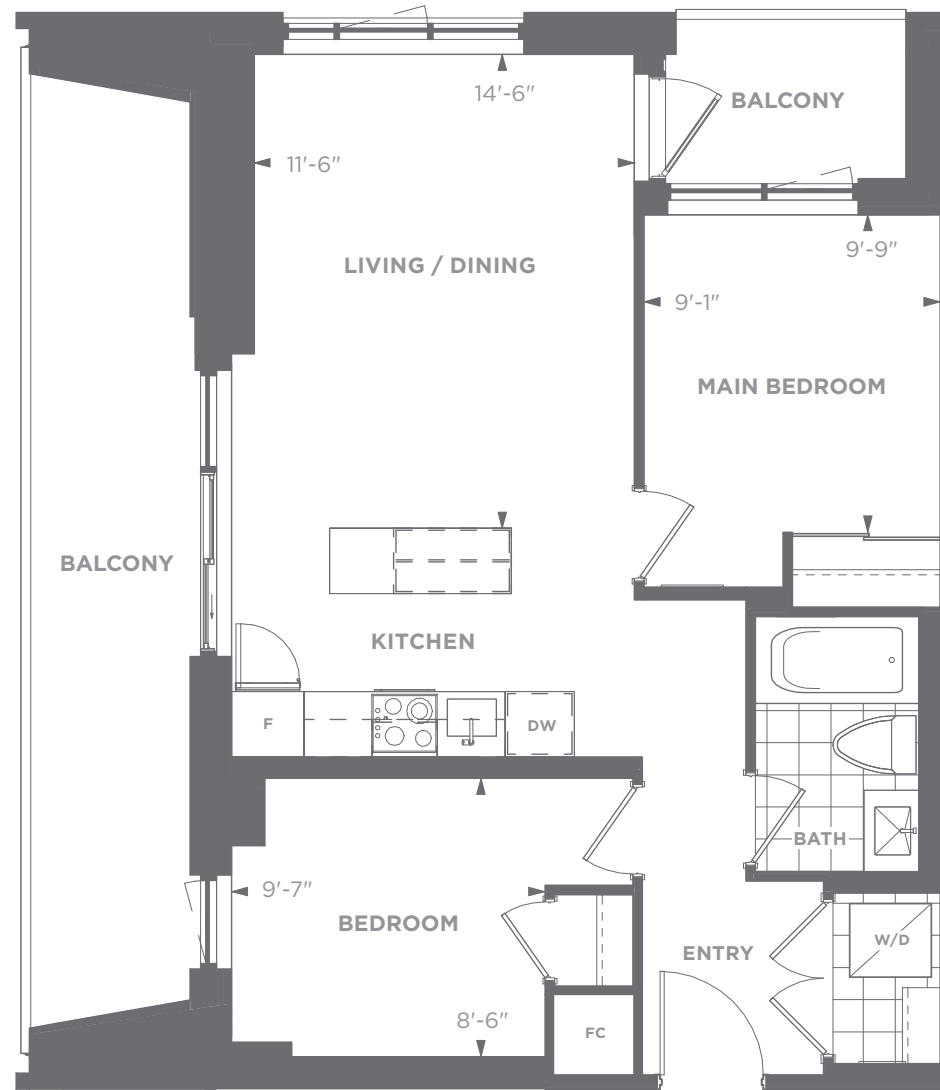 14'-6"
BALCONY
11'-6"
LIVING / DINING
9'-9"
9'-1"
MAIN BEDROOM
BALCONY
KITCHEN
F
DW
BATH
9'-7"
BEDROOM
ENTRY
W/D
8'-6"
FC